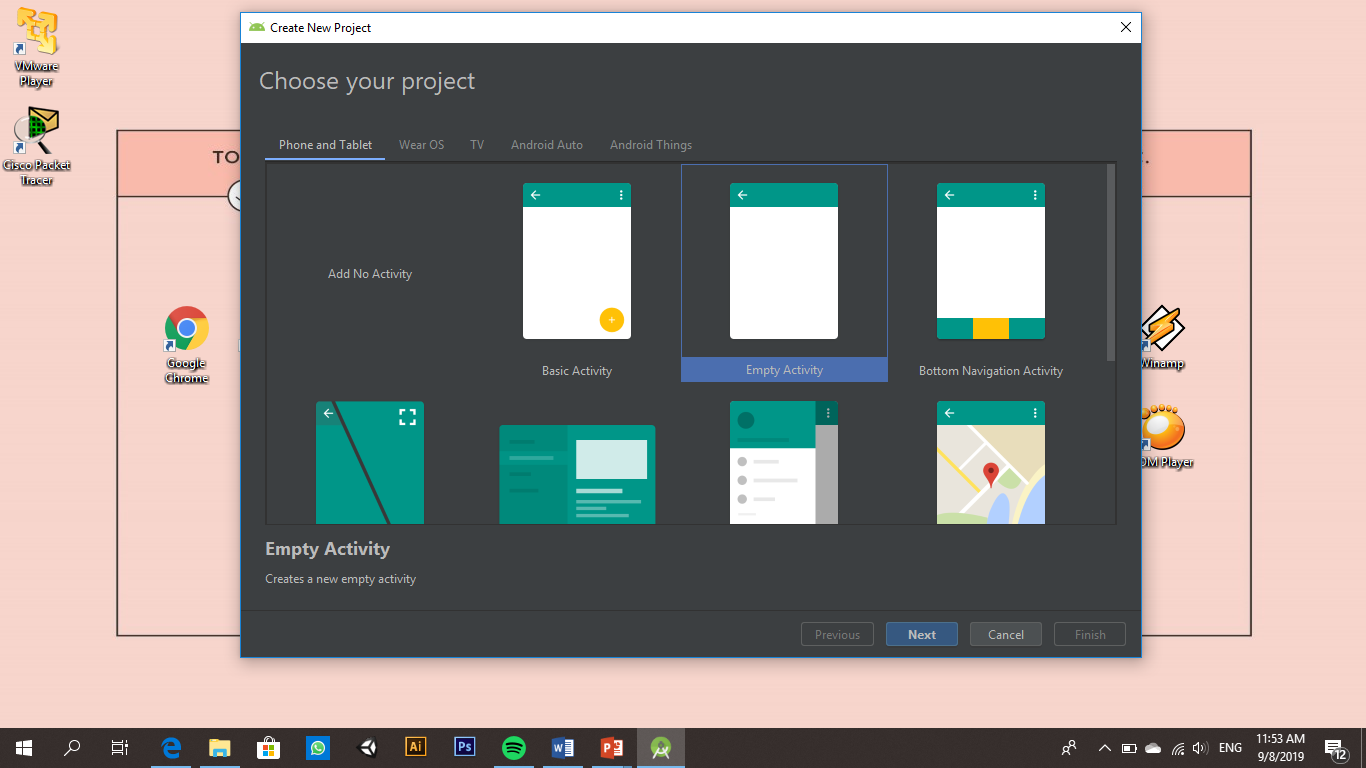 Create New Project
Choose your project
Phone and Tablet
Wear OS
TV
Android Auto
Android Things
Add No Activity
Basic Activity
Empty Activity
Bottom Navigation Activity
Empty Activity
Creates a new empty activity
Previous
Next
Cancel
Finish
VMware
Player
Cisco Packet
Tracer
TO
Google
Chrome
Winamp
OM Player
Ai
Ps
ENG
11:53 AM
9/8/2019
12